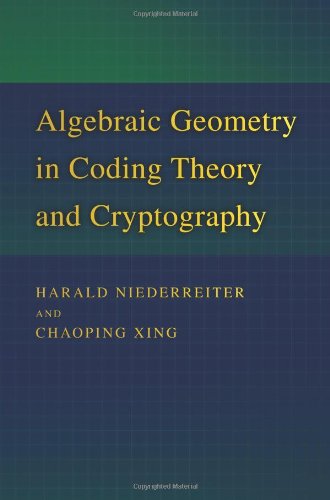 Algebraic Geometry
in Coding Theory
and Cryptography
HARALD NIEDERREITER
AND
CHAOPING XING